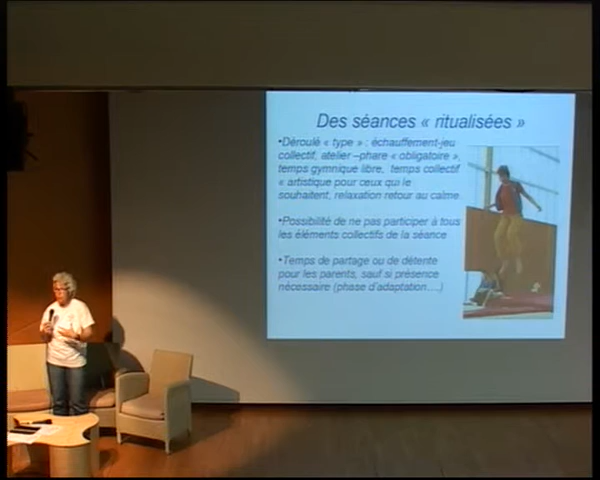 Des séances « ritualisées »
•Déroulé « type » : échauffement-jeu
collectif, atelier –phare « obligatoire »,
temps gymnique libre, temps collectif
« artistique pour ceux qui le
souhaitent, relaxation retour au calme
•Possibilité de ne pas participer à tous
les éléments collectifs de la séance
•Temps de partage ou de détente
pour les parents, sauf si présence
nécessaire (phase d'adaptation….)